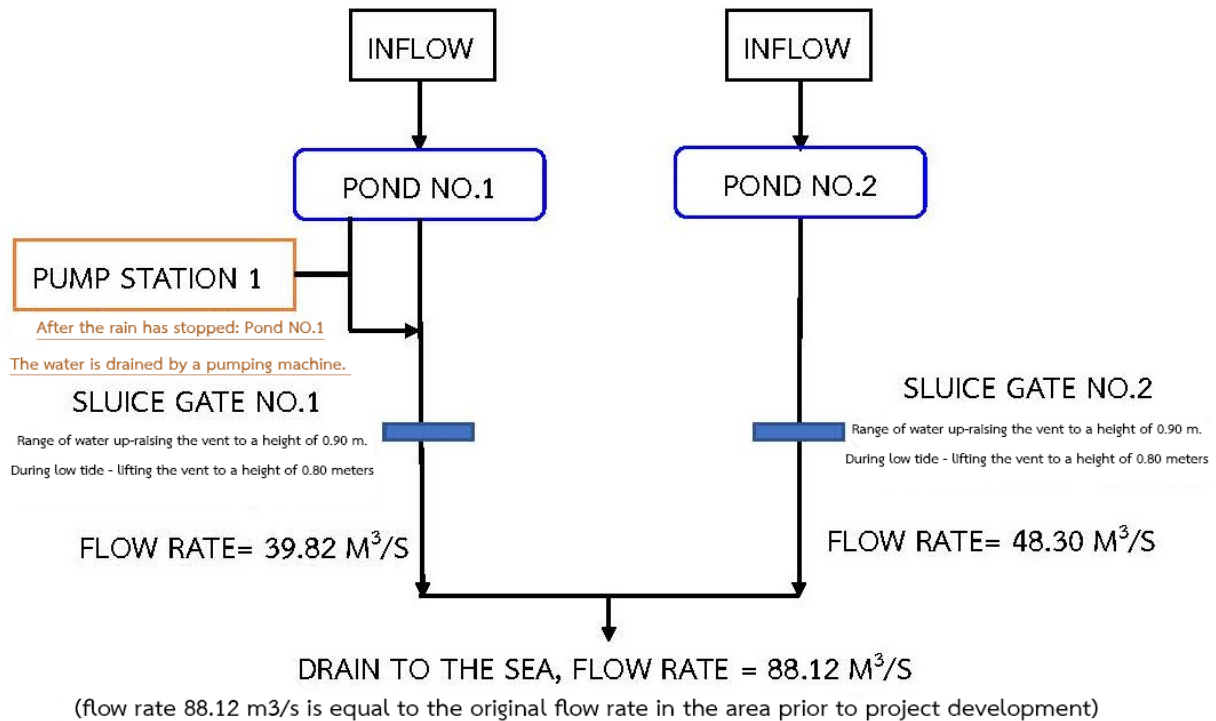 INFLOW
INFLOW
POND NO.1
POND NO.2
PUMP STATION 1
After the rain has stopped: Pond NO.1
The water is drained by a pumping machine.
SLUICE GATE NO.1
Range of water up-raising the vent to a height of 0.90 m.
During low tide - lifting the vent to a height of 0.80 meters
SLUICE GATE NO.2
Range of water up-raising the vent to a height of 0.90 m.
During low tide - lifting the vent to a height of 0.80 meters
FLOW RATE= 39.82 M³/S
FLOW RATE= 48.30 M³/S
DRAIN TO THE SEA, FLOW RATE = 88.12 M³/S
(flow rate 88.12 m3/s is equal to the original flow rate in the area prior to project development)